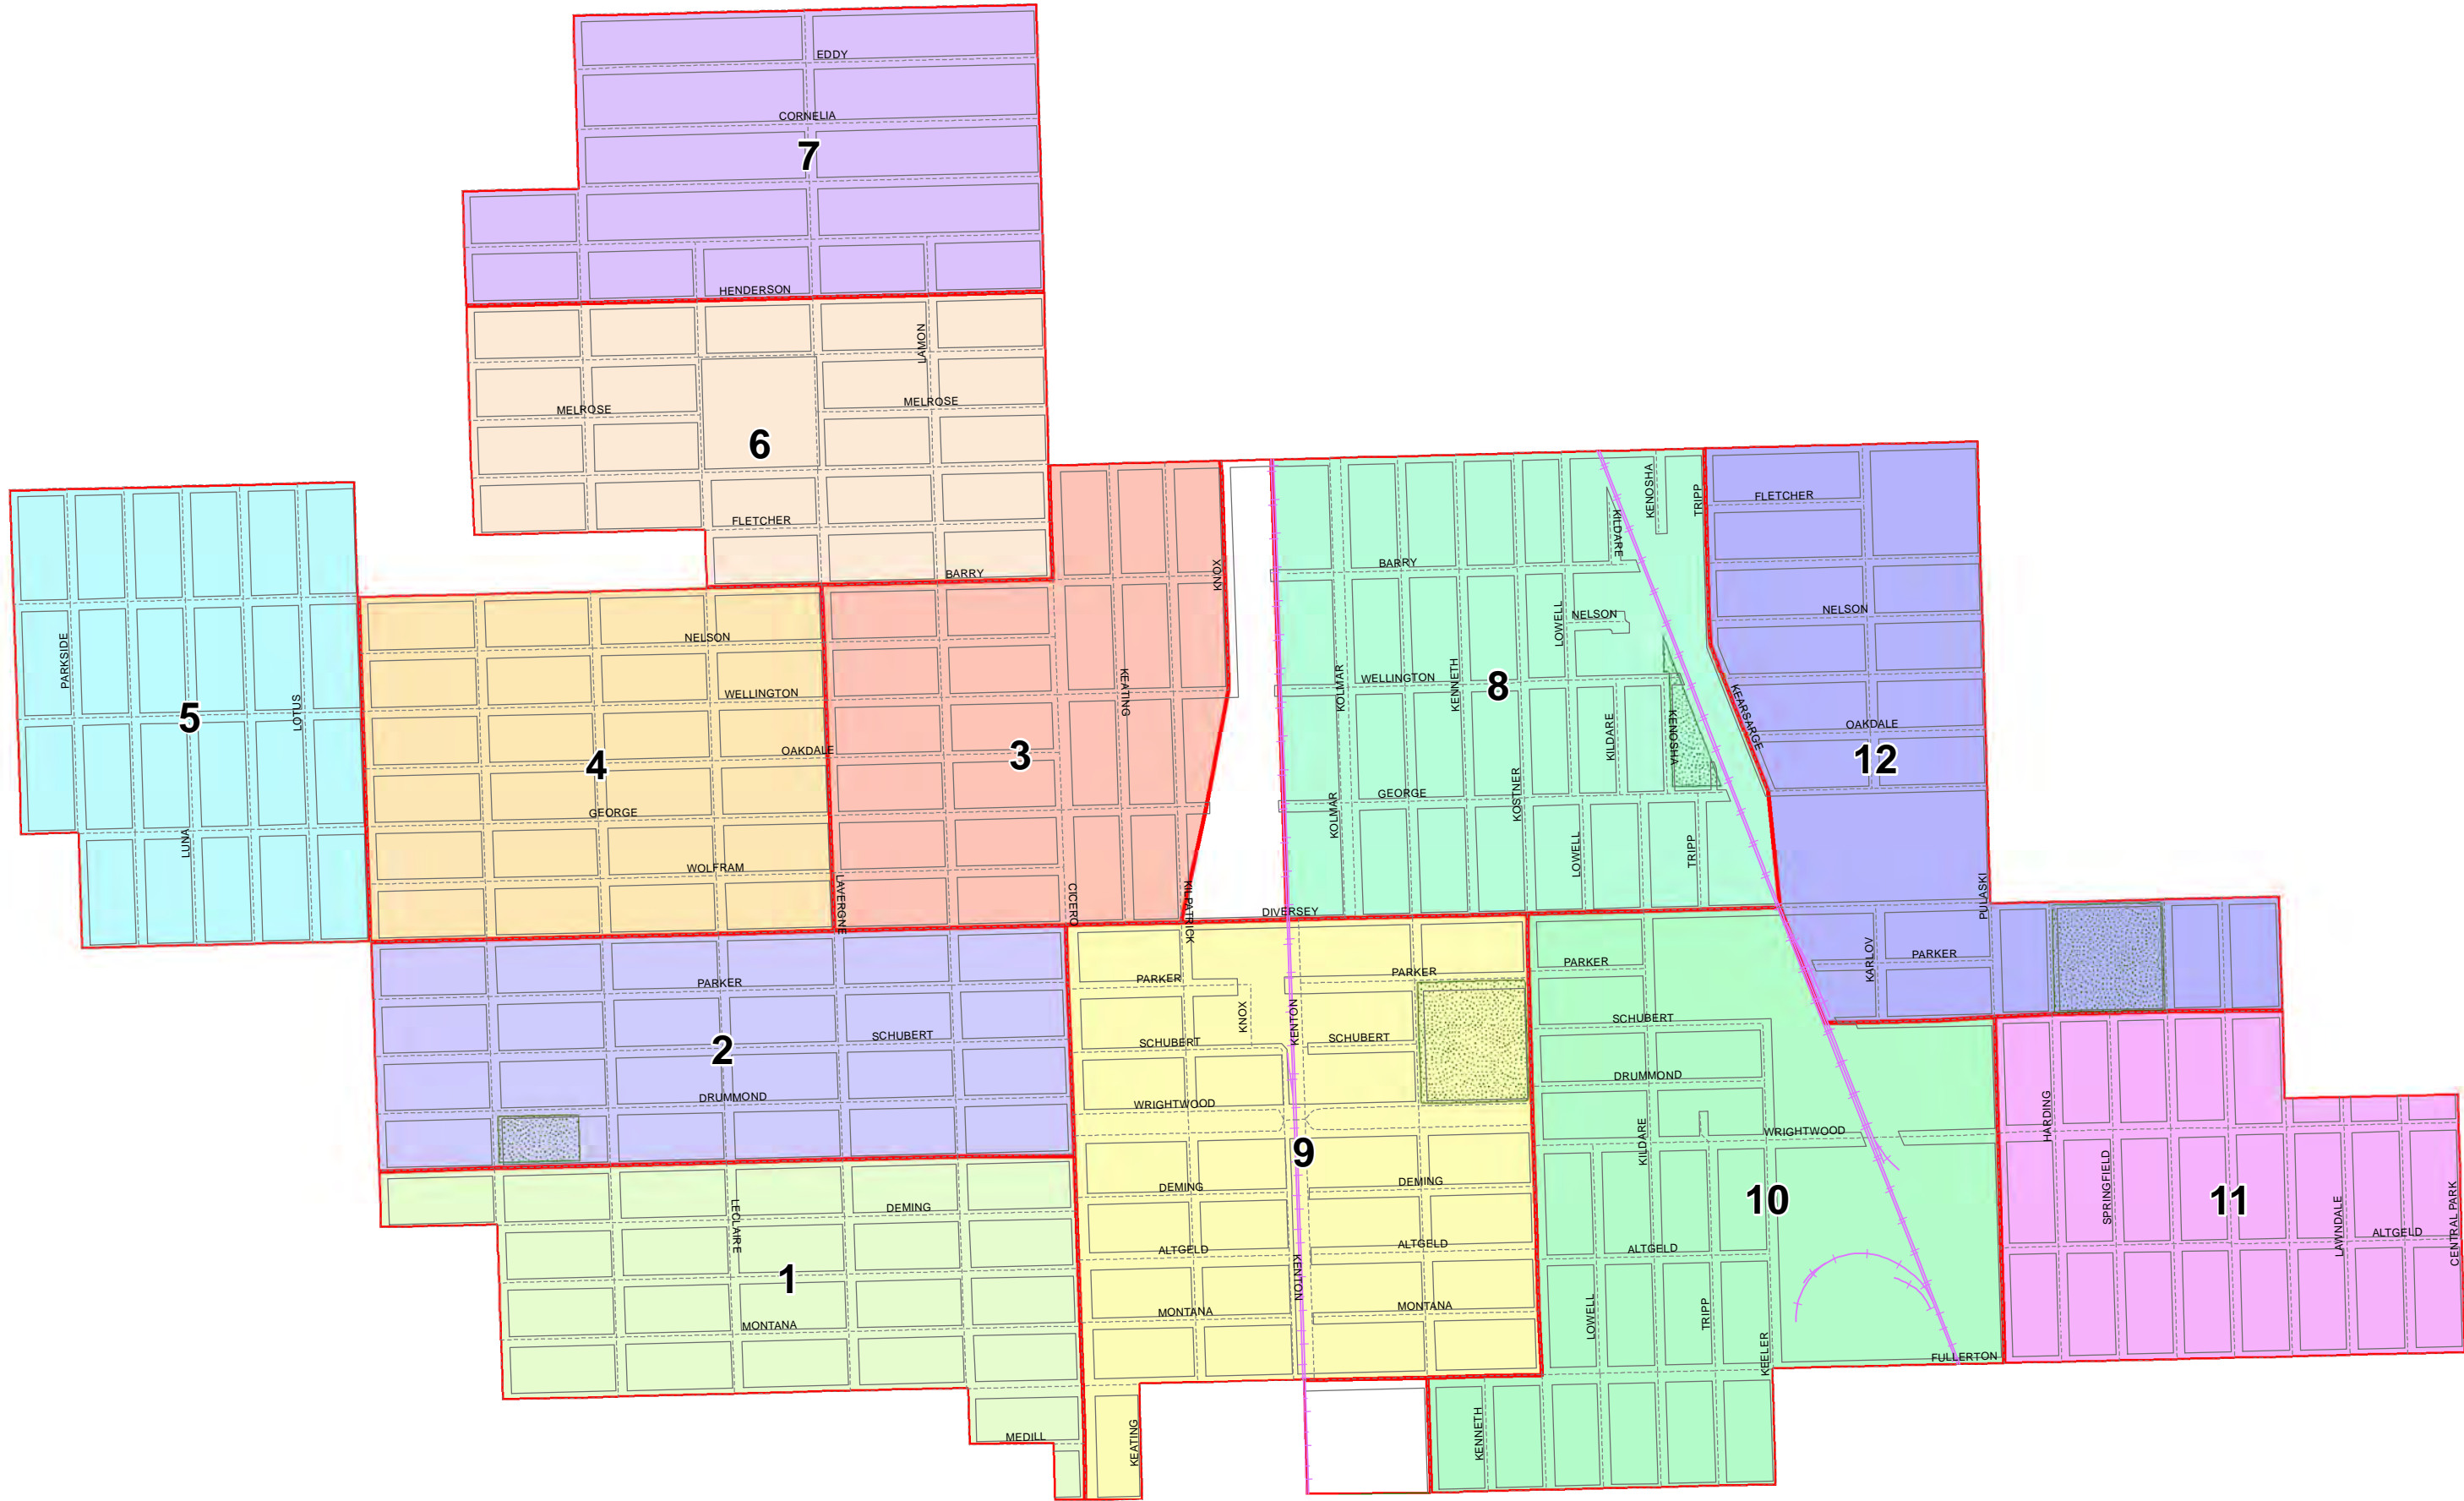 EDDY
CORNELIA
7
HENDERSON
LAMON
MELROSE
MELROSE
6
FLETCHER
BARRY
PARKSIDE
5
LOTUS
LUNA
NELSON
WELLINGTON
OAKDALE
4
GEORGE
WOLFRAM
LAVERGNE
3
KEATING
KNOX
CICERO
KILPATRICK
DIVERSEY
KENOSHA
TRIPP
KILDARE
BARRY
NELSON
LOWELL
KOLMAR
WELLINGTON
KENNETH
8
KILDARE
KENOSHA
KEARSARGE
GEORGE
KOSTNER
KOLMAR
LOWELL
TRIPP
FLETCHER
NELSON
OAKDALE
12
PULASKI
KARLOV
PARKER
PARKER
SCHUBERT
2
DRUMMOND
PARKER
PARKER
KNOX
KENTON
SCHUBERT
SCHUBERT
WRIGHTWOOD
9
DEMING
DEMING
ALTGELD
ALTGELD
KENTON
MONTANA
MONTANA
KEATING
PARKER
SCHUBERT
DRUMMOND
WRIGHTWOOD
KILDARE
10
ALTGELD
LOWELL
TRIPP
KEELER
FULLERTON
KENNETH
HARDING
SPRINGFIELD
11
LAWNDALE
ALTGELD
CENTRAL PARK
LECLAIRE
DEMING
1
MONTANA
MEDILL